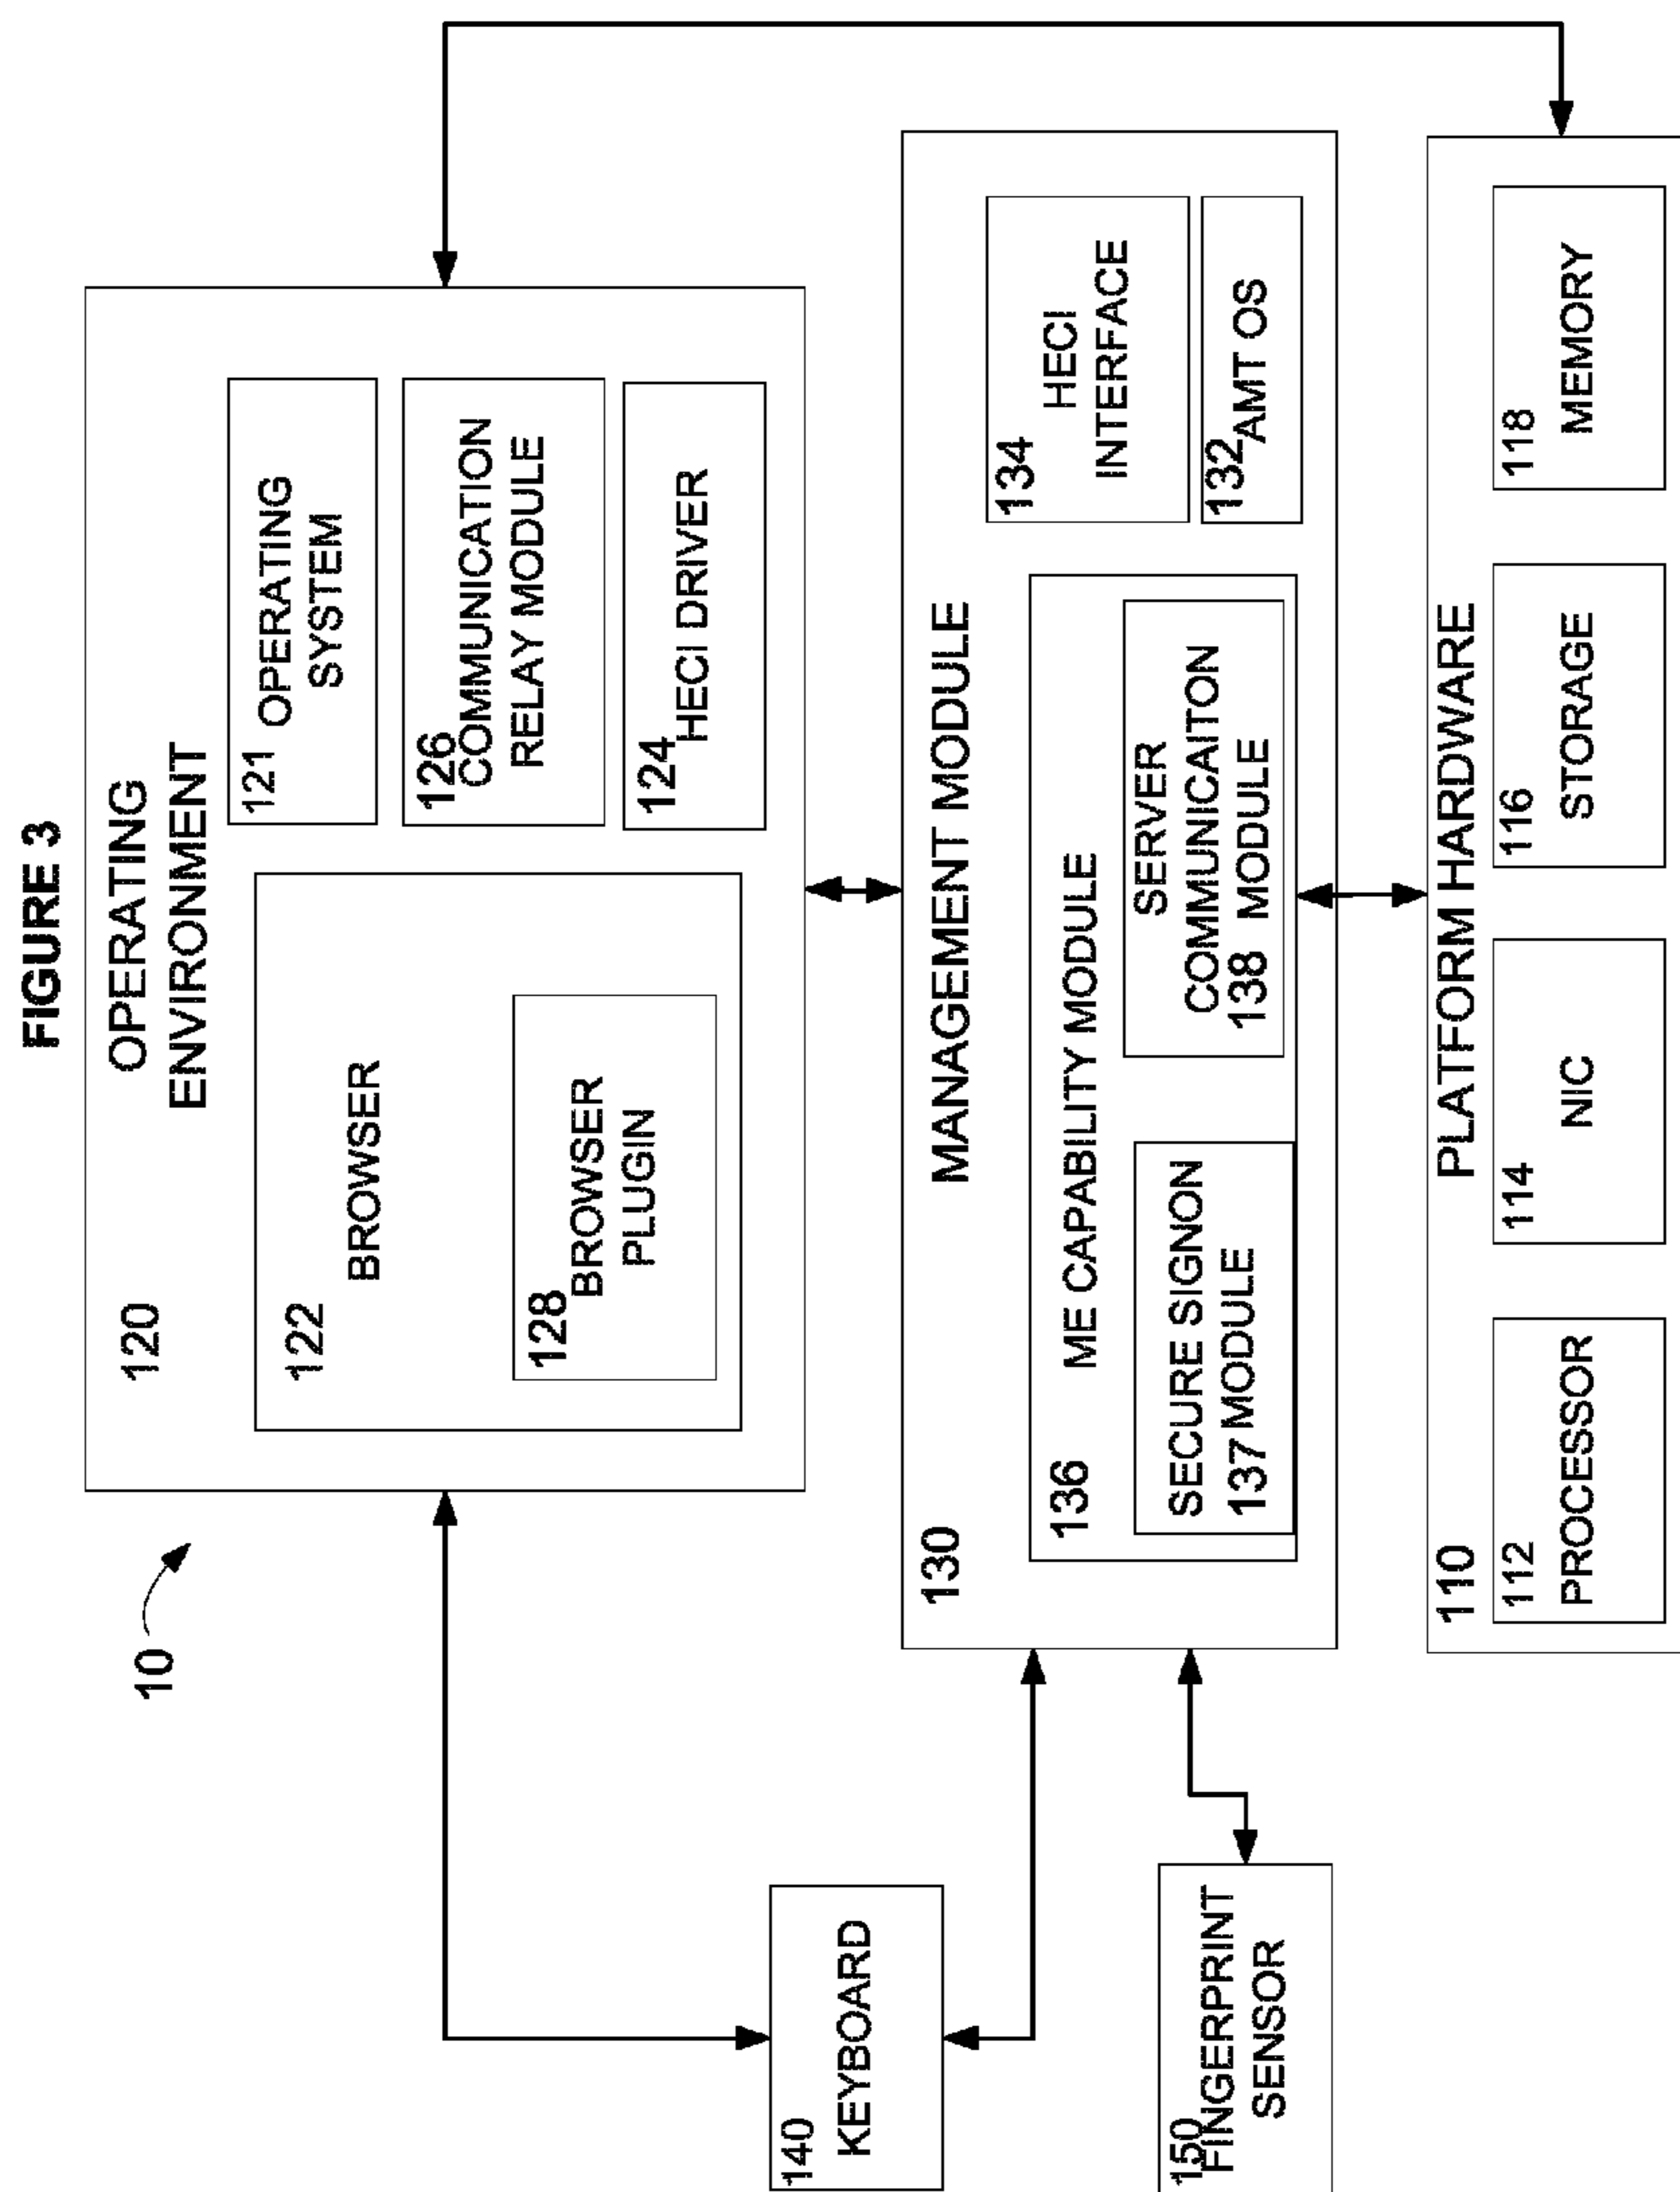 FIGURE 3
10
120
OPERATING
ENVIRONMENT
122
BROWSER
128
BROWSER
PLUGIN
121
OPERATING
SYSTEM
126
COMMUNICATION
RELAY MODULE
124
HECI DRIVER
140
KEYBOARD
130
MANAGEMENT MODULE
136
ME CAPABILITY MODULE
SECURE SIGNON
137 MODULE
SERVER
COMMUNICAITON
138 MODULE
134
HECI
INTERFACE
132
AMT OS
150
FINGERPRINT
SENSOR
110
PLATFORM HARDWARE
112
PROCESSOR
114
NIC
116
STORAGE
118
MEMORY